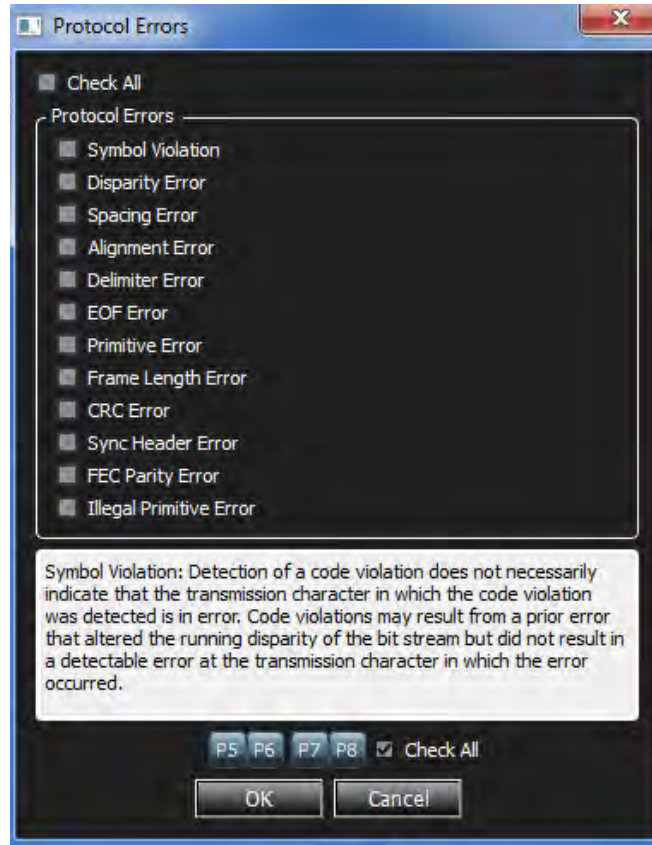 Protocol Errors
Check All
Protocol Errors
Symbol Violation
Disparity Error
Spacing Error
Alignment Error
Delimiter Error
EOF Error
Primitive Error
Frame Length Error
CRC Error
Sync Header Error
FEC Parity Error
Illegal Primitive Error
Symbol Violation: Detection of a code violation does not necessarily
indicate that the transmission character in which the code violation
was detected is in error. Code violations may result from a prior error
that altered the running disparity of the bit stream but did not result in
a detectable error at the transmission character in which the error
occurred.
P5 P6 P7 P8 Check All
OK Cancel